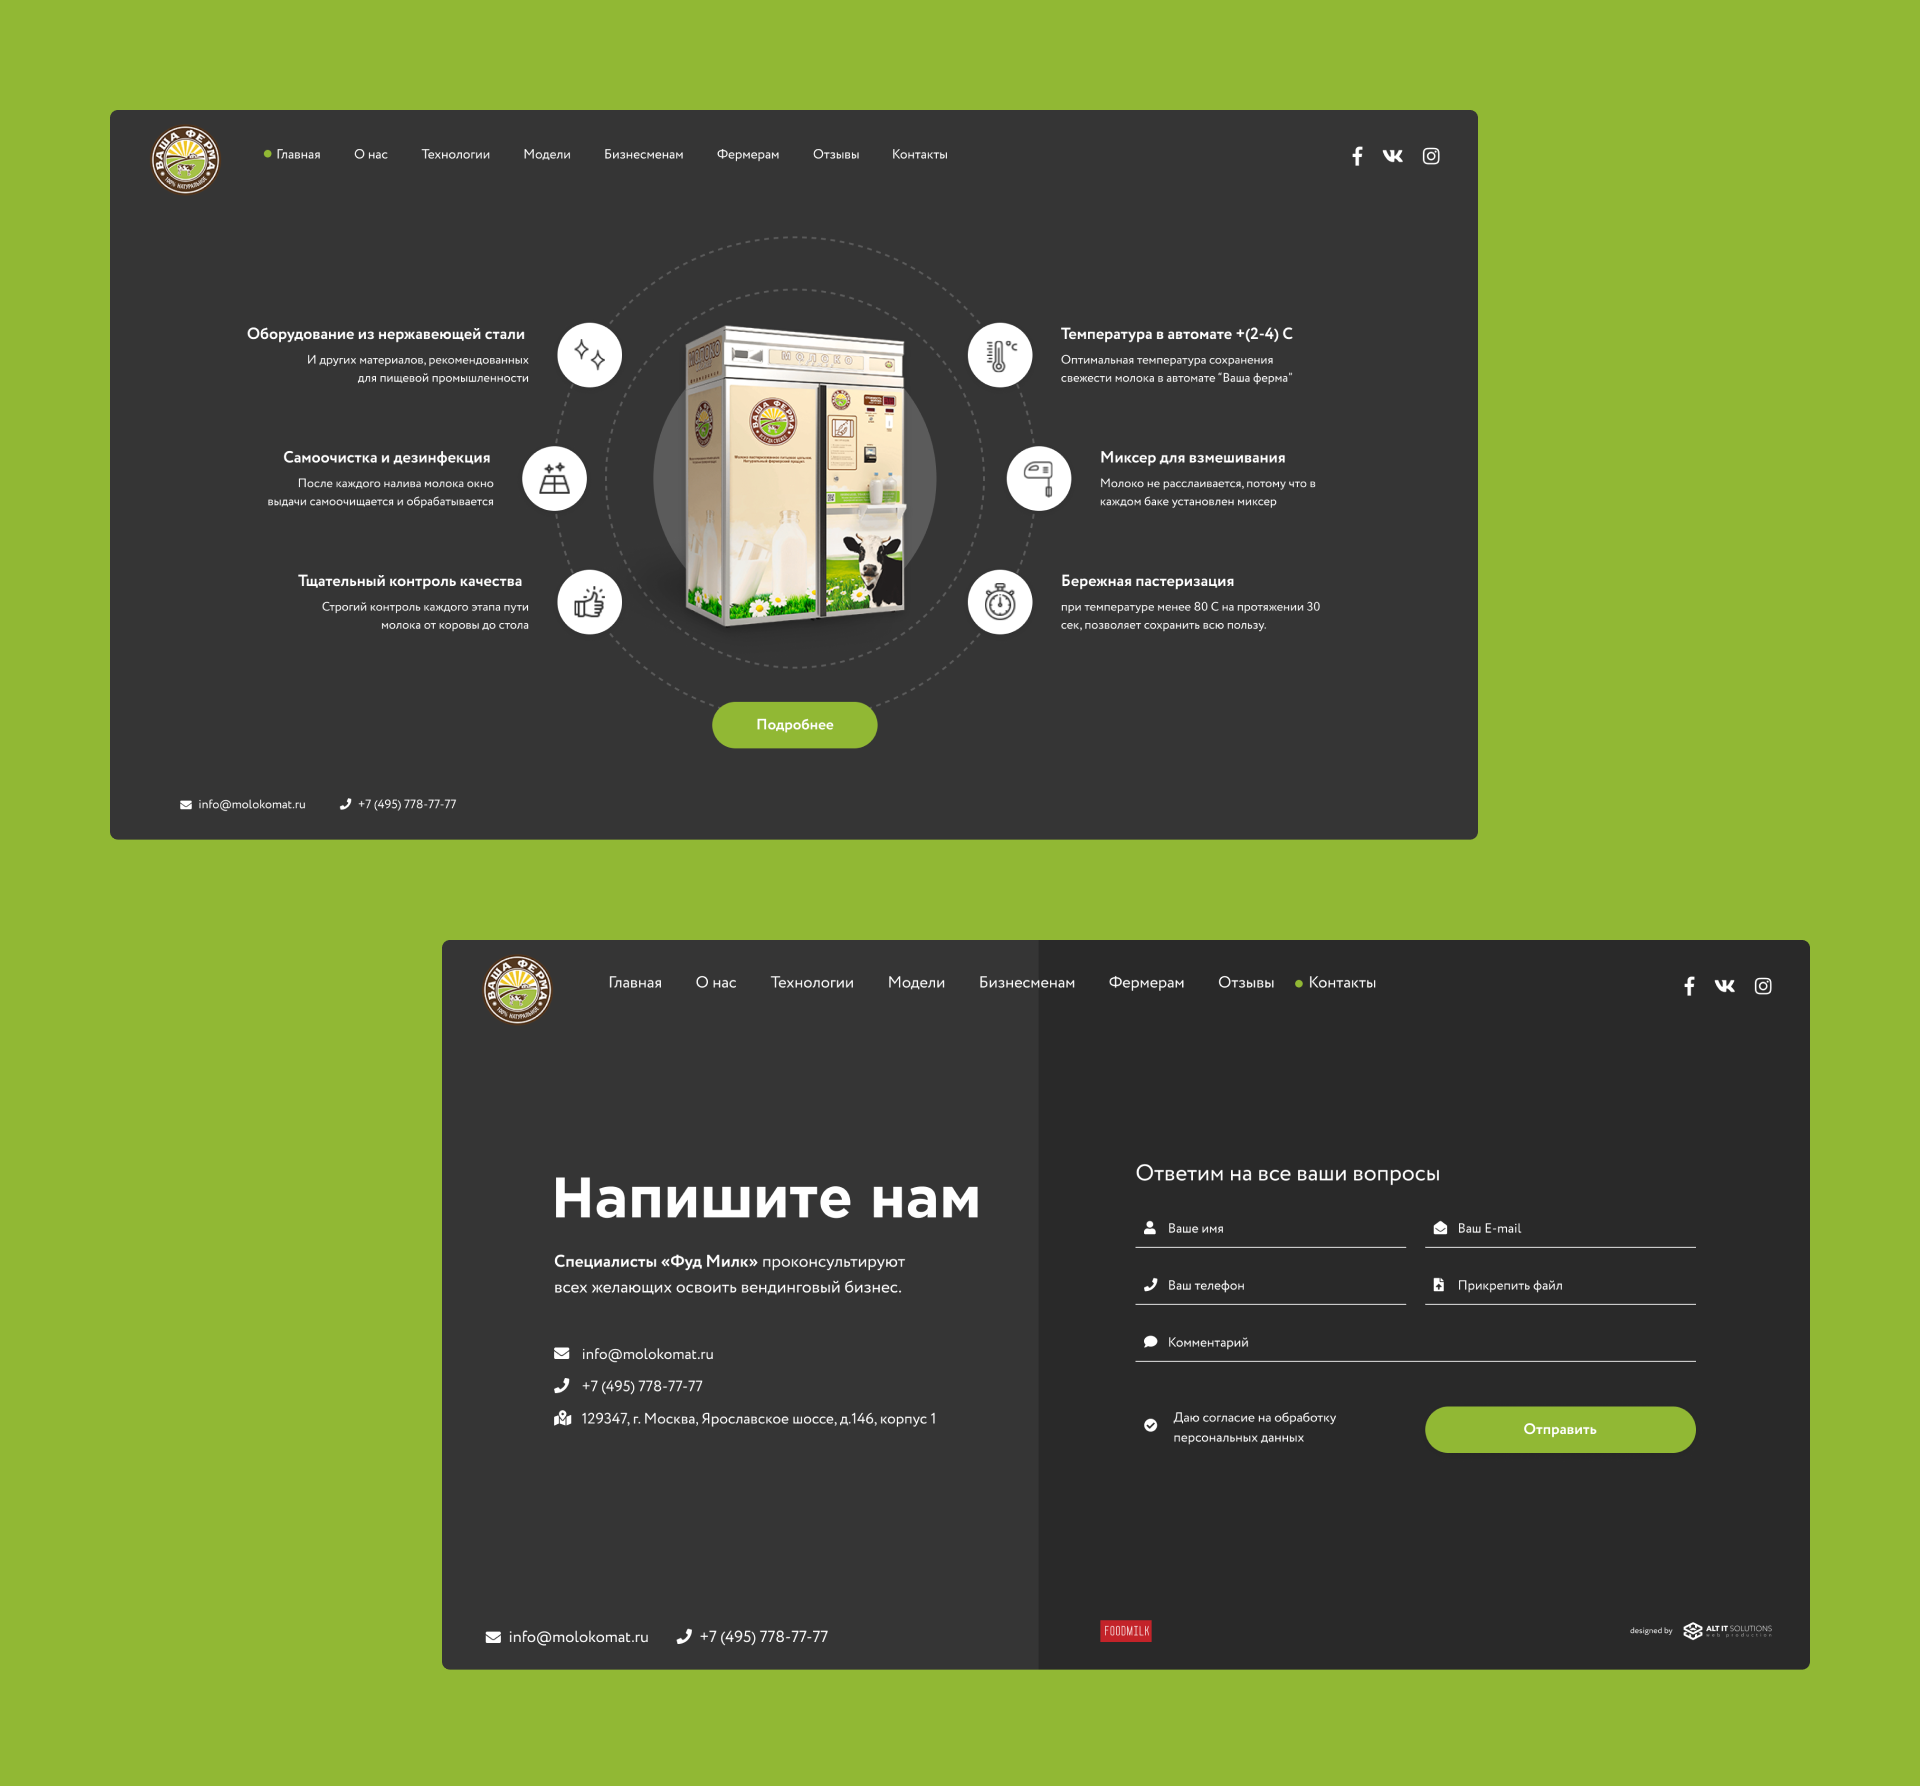 ВАША ФЕРМА
100% НАТУРАЛЬНОЕ
Главная
О нас
Технологии
Модели
Бизнесменам
Фермерам
Отзывы
Контакты
Оборудование из нержавеющей стали
И других материалов, рекомендованных
для пищевой промышленности
Самоочистка и дезинфекция
После каждого налива молока окно
выдачи самоочищается и обрабатывается
Тщательный контроль качества
Строгий контроль каждого этапа пути
молока от коровы до стола
МОЛОКО
МОЛОКО
ВАША ФЕРМА
ВАША ФЕРМА
°C
Температура в автомате +(2-4) С
Оптимальная температура сохранения
свежести молока в автомате “Ваша ферма”
Миксер для взмешивания
Молоко не расслаивается, потому что в
каждом баке установлен миксер
Бережная пастеризация
при температуре менее 80 С на протяжении 30
сек, позволяет сохранить всю пользу.
Подробнее
info@molokomat.ru
+7 (495) 778-77-77
ВАША ФЕРМА
100% НАТУРАЛЬНОЕ
Главная
О нас
Технологии
Модели
Бизнесменам
Фермерам
Отзывы
Контакты
Напишите нам
Специалисты «Фуд Милк» проконсультируют
всех желающих освоить вендинговый бизнес.
info@molokomat.ru
+7 (495) 778-77-77
129347, г. Москва, Ярославское шоссе, д.146, корпус 1
Ответим на все ваши вопросы
Ваше имя
Ваш E-mail
Ваш телефон
Прикрепить файл
Комментарий
Даю согласие на обработку
персональных данных
Отправить
info@molokomat.ru
+7 (495) 778-77-77
FOODMILK
designed by
ALT IT SOLUTIONS
web production